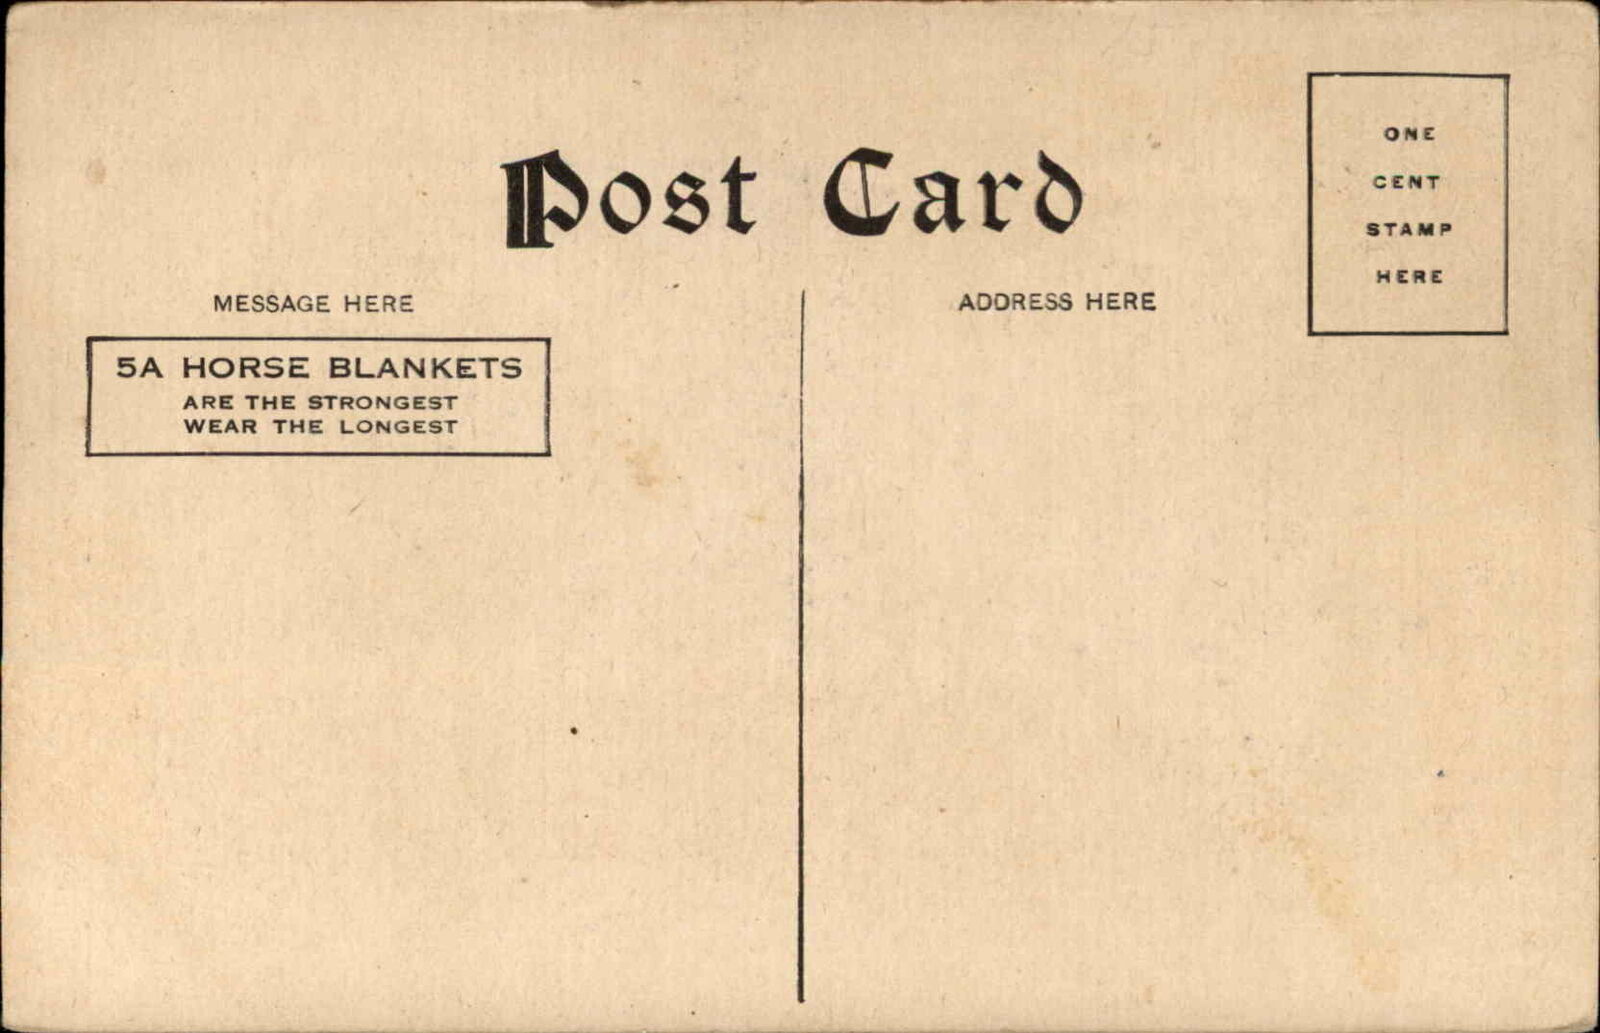 Post Card
ONE
CENT
STAMP
HERE
MESSAGE HERE
ADDRESS HERE
5A HORSE BLANKETS
ARE THE STRONGEST
WEAR THE LONGEST